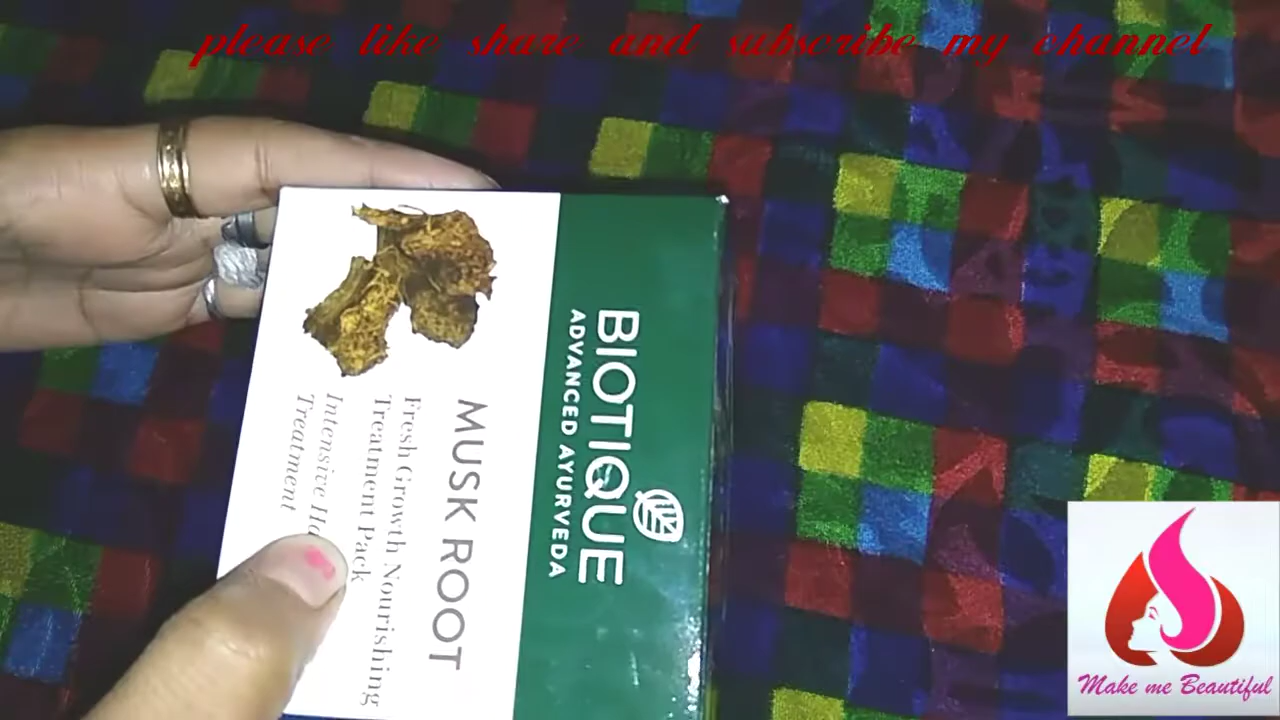 please like share and subscribe my channel
BIOTIQUE
ADVANCED AYURVEDA
MUSK ROOT
Fresh Growth Nourishing
Treatment Pack
Intensive
Treatment
Make me Beautiful